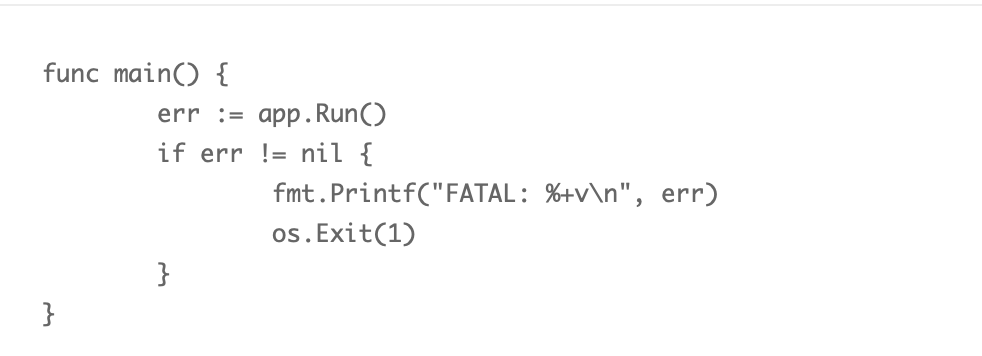 func main() {
        err := app.Run()
        if err != nil {
                fmt.Printf("FATAL: %+v\n", err)
                os.Exit(1)
        }
}